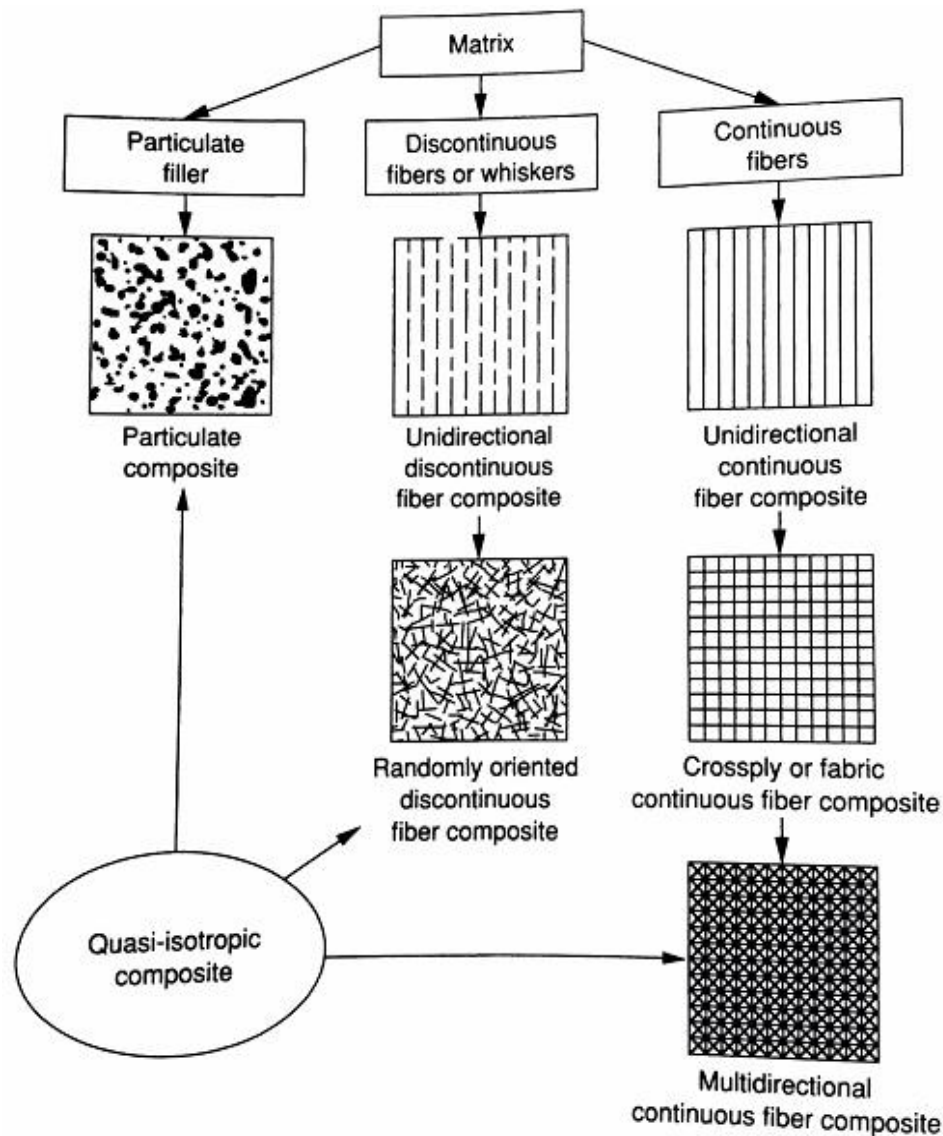 Matrix
Particulate
filler
Discontinuous
fibers or whiskers
Continuous
fibers
Particulate
composite
Unidirectional
discontinuous
fiber composite
Unidirectional
continuous
fiber composite
Randomly oriented
discontinuous
fiber composite
Crossply or fabric
continuous fiber composite
Quasi-isotropic
composite
Multidirectional
continuous fiber composite